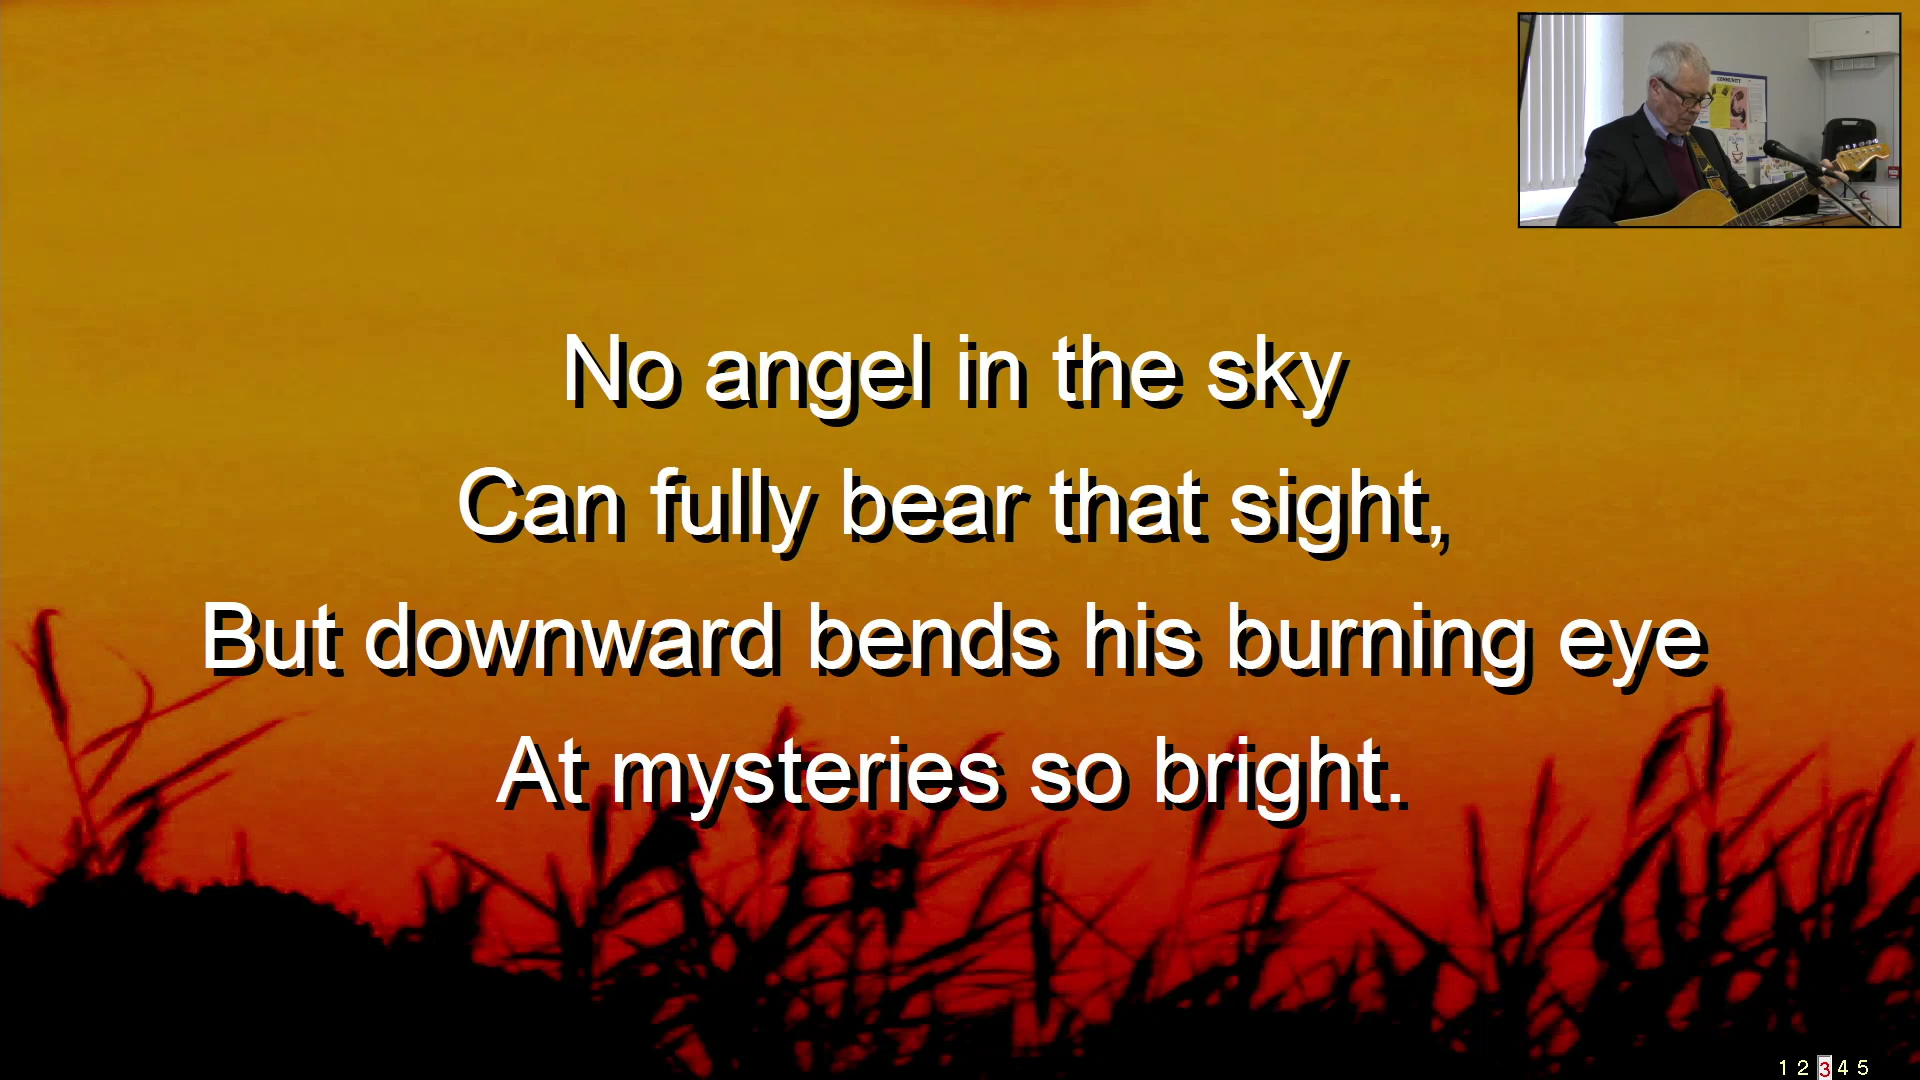 COMMUNITY
No angel in the sky
Can fully bear that sight,
But downward bends his burning eye
At mysteries so bright.
1 2 3 4 5